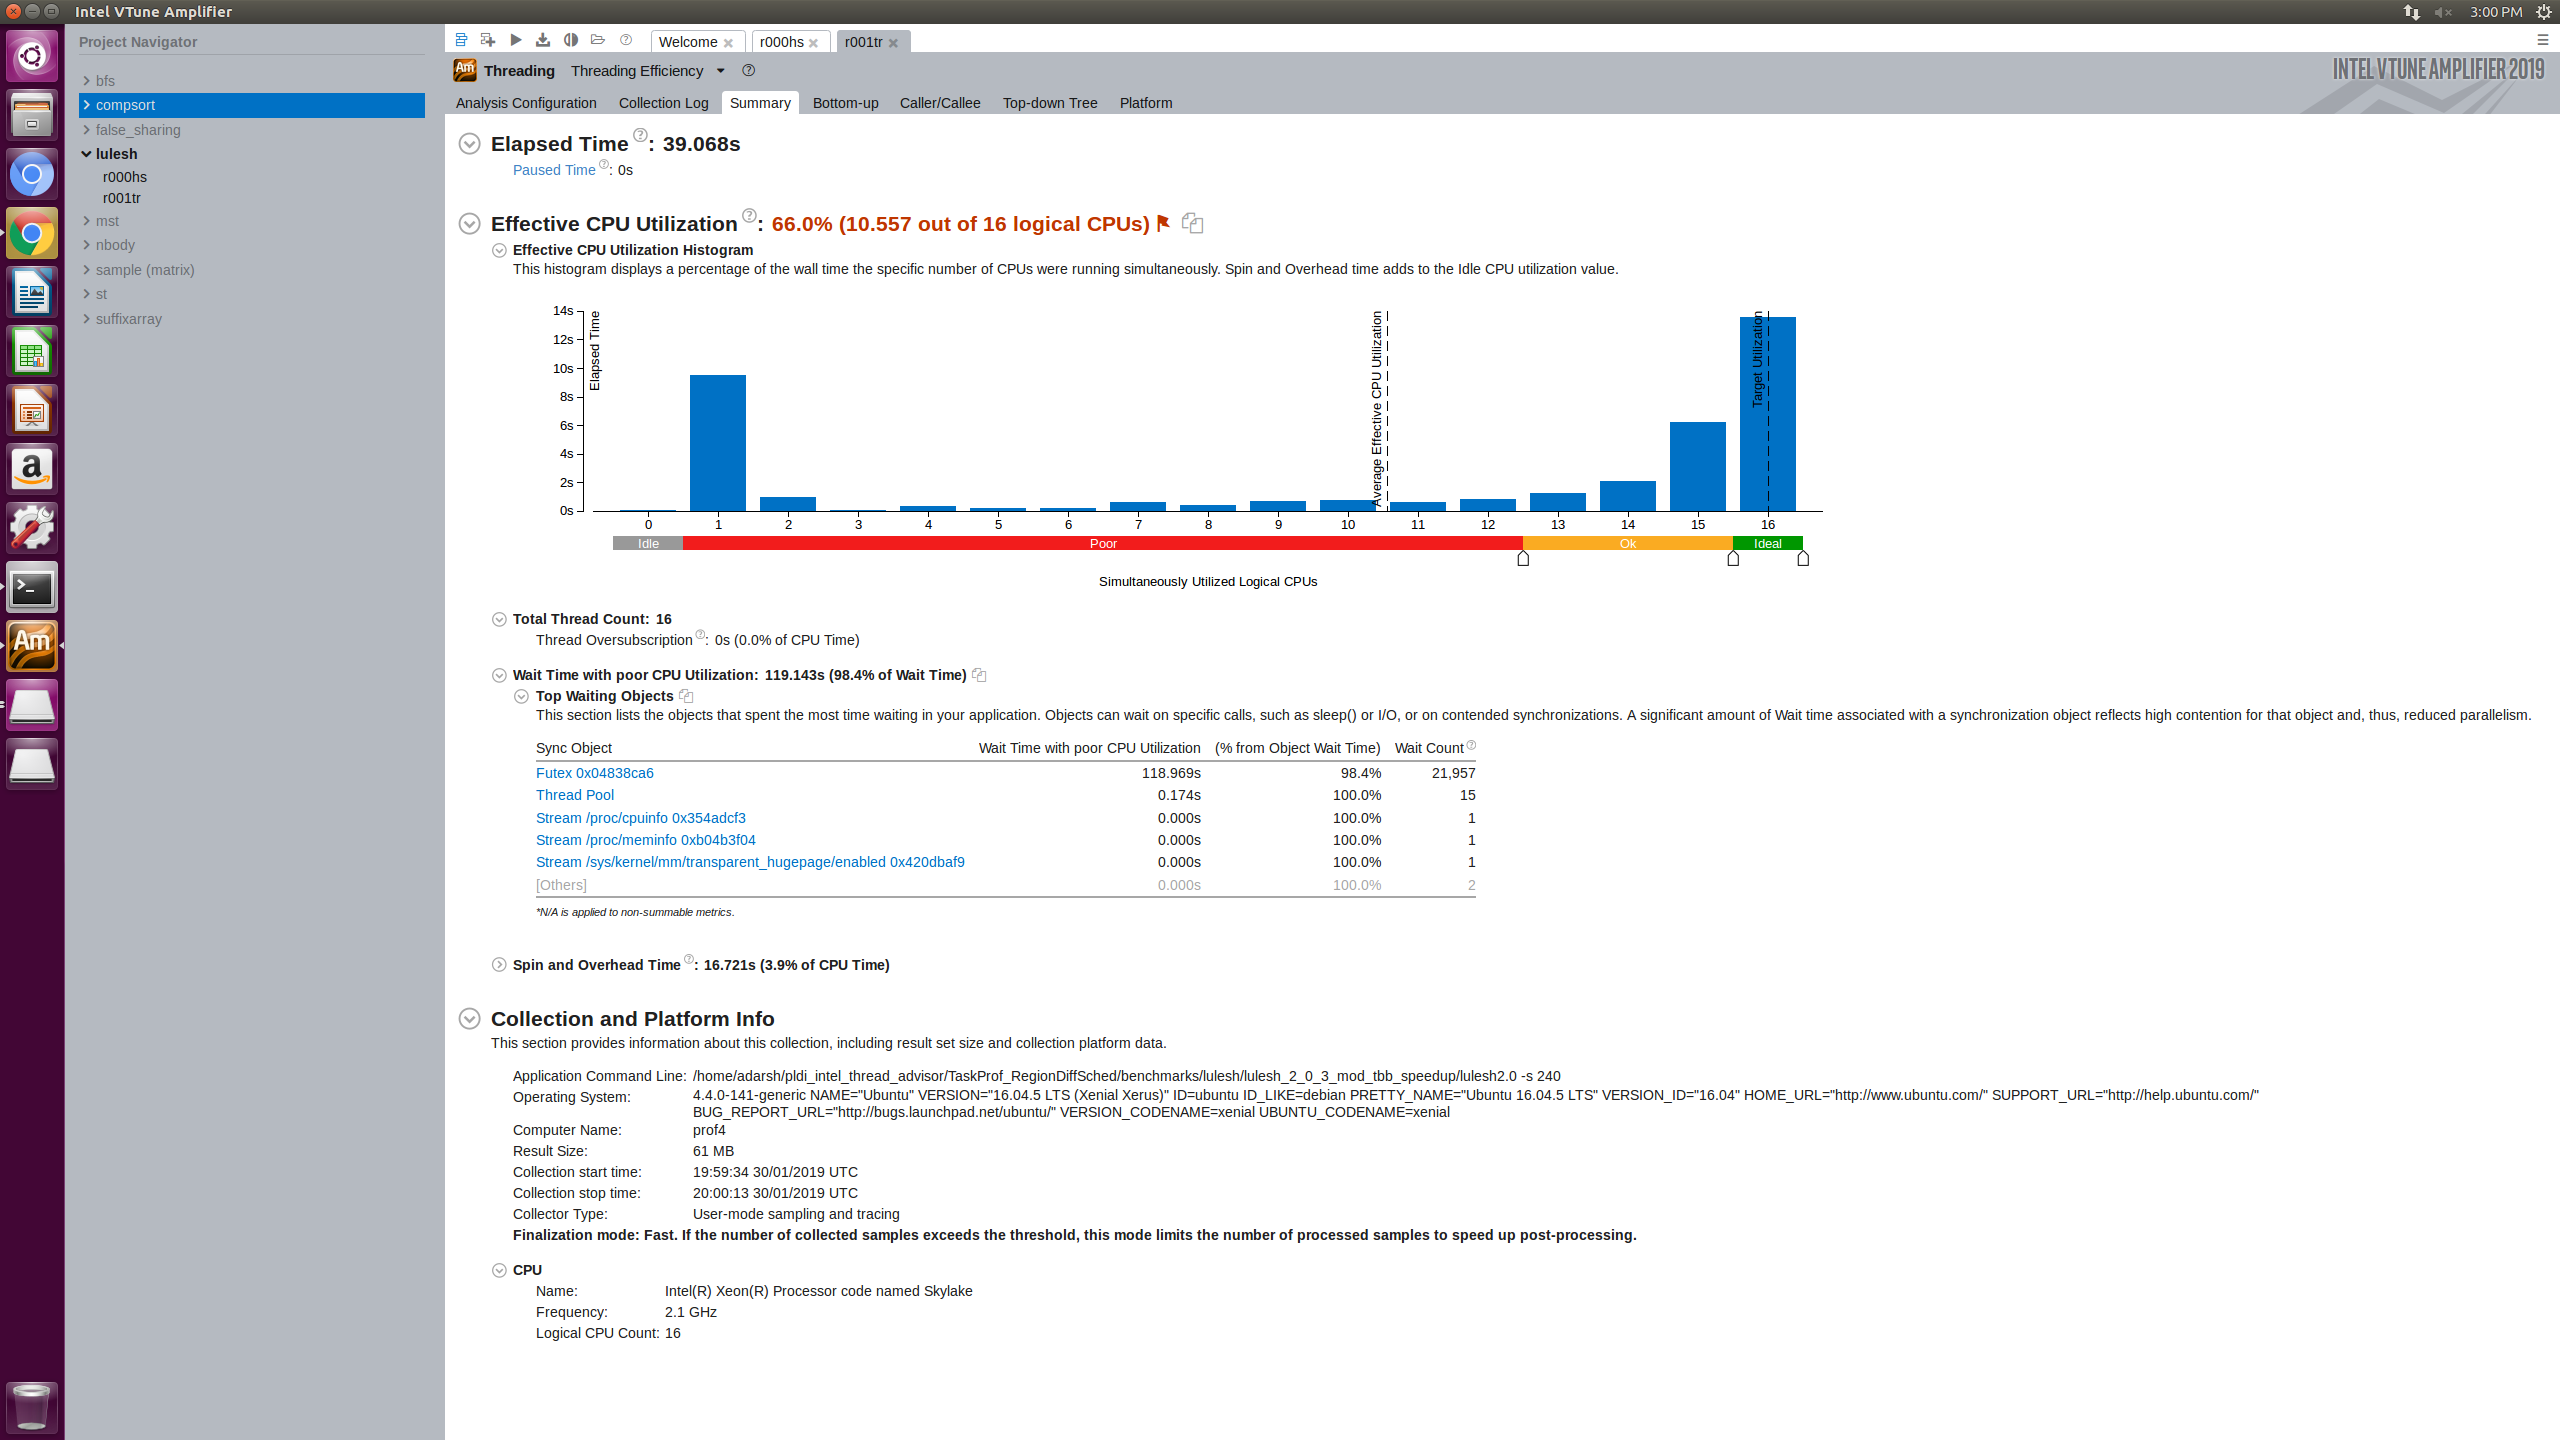 Intel VTune Amplifier
3:00 PM
Project Navigator
bfs
compsort
false_sharing
lulesh
r000hs
r001tr
mst
nbody
sample (matrix)
st
suffixarray
Welcome
r000hs
r001tr
Am Threading Threading Efficiency
INTEL VTUNE AMPLIFIER 2019
Analysis Configuration Collection Log Summary Bottom-up Caller/Callee Top-down Tree Platform
Elapsed Time : 39.068s
Paused Time : 0s
Effective CPU Utilization : 66.0% (10.557 out of 16 logical CPUs)
Effective CPU Utilization Histogram
This histogram displays a percentage of the wall time the specific number of CPUs were running simultaneously. Spin and Overhead time adds to the Idle CPU utilization value.
14s
12s
10s
8s
6s
4s
2s
0s
Elapsed Time
Average Effective CPU Utilization
Target Utilization
0 1 2 3 4 5 6 7 8 9 10 11 12 13 14 15 16
Idle Poor Ok Ideal
Simultaneously Utilized Logical CPUs
Total Thread Count: 16
Thread Oversubscription : 0s (0.0% of CPU Time)
Wait Time with poor CPU Utilization: 119.143s (98.4% of Wait Time)
Top Waiting Objects
This section lists the objects that spent the most time waiting in your application. Objects can wait on specific calls, such as sleep() or I/O, or on contended synchronizations. A significant amount of Wait time associated with a synchronization object reflects high contention for that object and, thus, reduced parallelism.
Sync Object Wait Time with poor CPU Utilization (% from Object Wait Time) Wait Count
Futex 0x04838ca6 118.969s 98.4% 21,957
Thread Pool 0.174s 100.0% 15
Stream /proc/cpuinfo 0x354adcf3 0.000s 100.0% 1
Stream /proc/meminfo 0xb04b3f04 0.000s 100.0% 1
Stream /sys/kernel/mm/transparent_hugepage/enabled 0x420dbaf9 0.000s 100.0% 1
[Others] 0.000s 100.0% 2
*N/A is applied to non-summable metrics.
Spin and Overhead Time : 16.721s (3.9% of CPU Time)
Collection and Platform Info
This section provides information about this collection, including result set size and collection platform data.
Application Command Line: /home/adarsh/pldi_intel_thread_advisor/TaskProf_RegionDiffSched/benchmarks/lulesh/lulesh_2_0_3_mod_tbb_speedup/lulesh2.0 -s 240
Operating System: 4.4.0-141-generic NAME="Ubuntu" VERSION="16.04.5 LTS (Xenial Xerus)" ID=ubuntu ID_LIKE=debian PRETTY_NAME="Ubuntu 16.04.5 LTS" VERSION_ID="16.04" HOME_URL="http://www.ubuntu.com/" SUPPORT_URL="http://help.ubuntu.com/"
BUG_REPORT_URL="http://bugs.launchpad.net/ubuntu/" VERSION_CODENAME=xenial UBUNTU_CODENAME=xenial
Computer Name: prof4
Result Size: 61 MB
Collection start time: 19:59:34 30/01/2019 UTC
Collection stop time: 20:00:13 30/01/2019 UTC
Collector Type: User-mode sampling and tracing
Finalization mode: Fast. If the number of collected samples exceeds the threshold, this mode limits the number of processed samples to speed up post-processing.
CPU
Name: Intel(R) Xeon(R) Processor code named Skylake
Frequency: 2.1 GHz
Logical CPU Count: 16